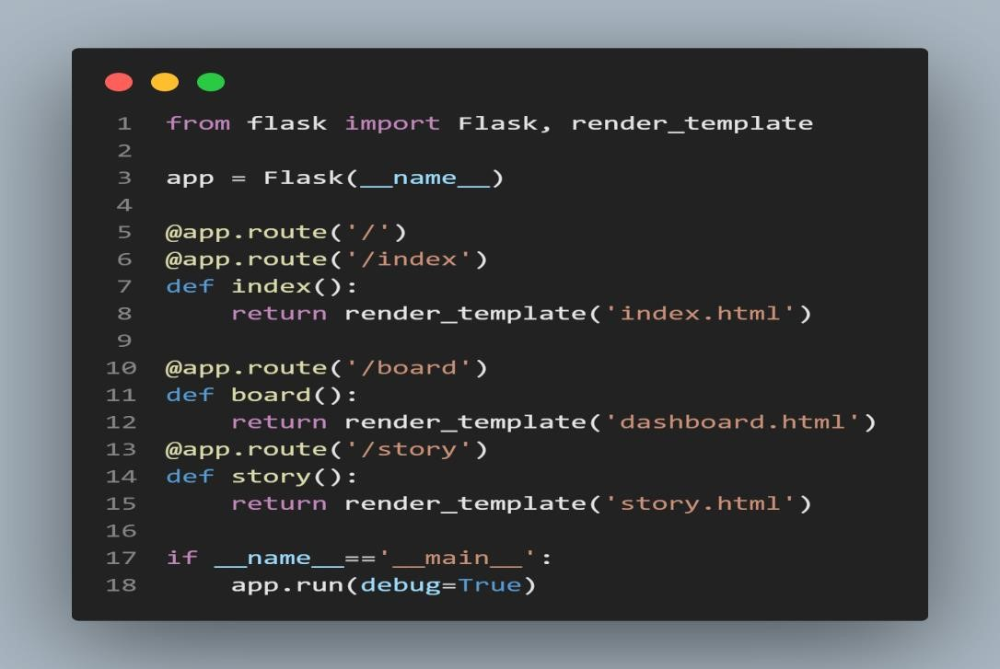 1 from flask import Flask, render_template
2
3 app = Flask(__name__)
4
5 @app.route('/')
6 @app.route('/index')
7 def index():
8     return render_template('index.html')
9
10 @app.route('/board')
11 def board():
12     return render_template('dashboard.html')
13 @app.route('/story')
14 def story():
15     return render_template('story.html')
16
17 if __name__=='__main__':
18     app.run(debug=True)